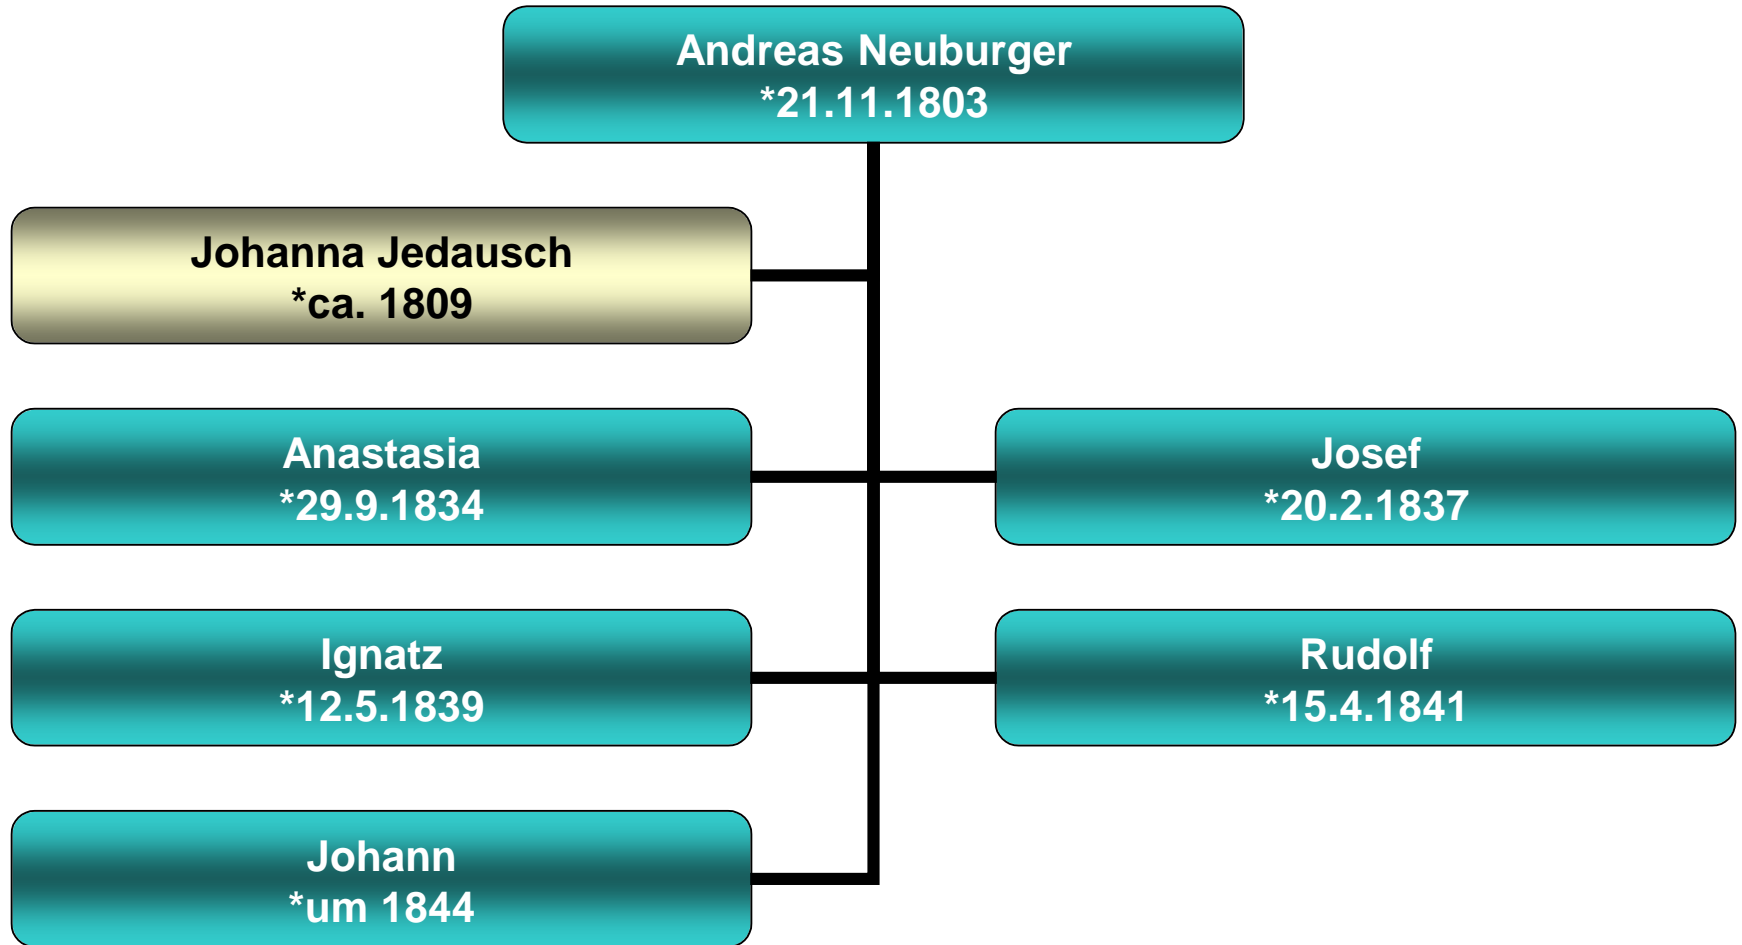 Andreas Neuburger
*21.11.1803
Johanna Jedausch
*ca. 1809
Anastasia
*29.9.1834
Josef
*20.2.1837
Ignatz
*12.5.1839
Rudolf
*15.4.1841
Johann
*um 1844